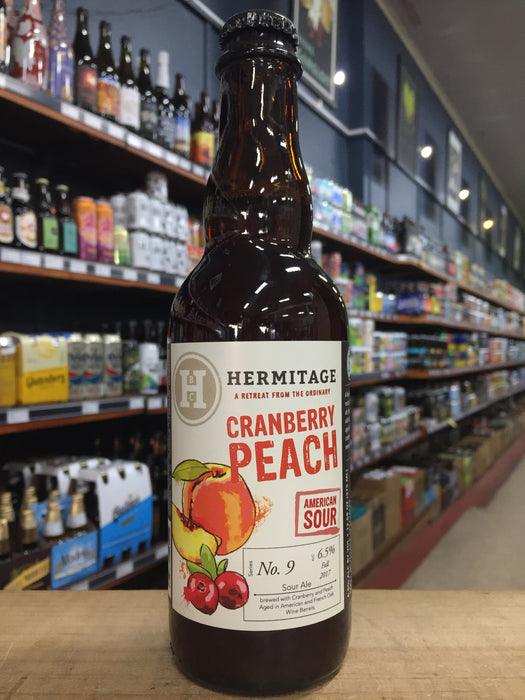 H
B
C
HERMITAGE
A RETREAT FROM THE ORDINARY
CRANBERRY
PEACH
AMERICAN
SOUR
Series
No. 9
6.5%
Fall
2017
Sour Ale
brewed with Cranberry and Peach
Aged in American and French Oak
Wine Barrels.